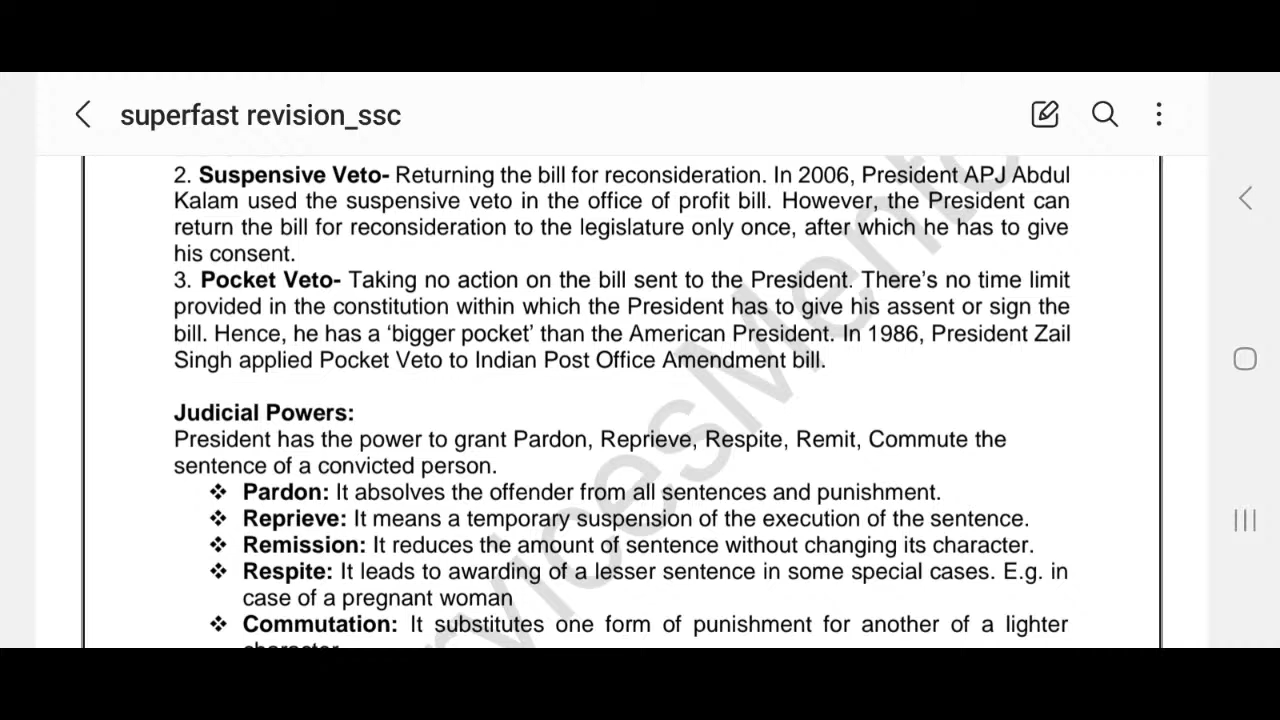 superfast revision_ssc
2. Suspensive Veto- Returning the bill for reconsideration. In 2006, President APJ Abdul
Kalam used the suspensive veto in the office of profit bill. However, the President can
return the bill for reconsideration to the legislature only once, after which he has to give
his consent.
3. Pocket Veto- Taking no action on the bill sent to the President. There's no time limit
provided in the constitution within which the President has to give his assent or sign the
bill. Hence, he has a 'bigger pocket' than the American President. In 1986, President Zail
Singh applied Pocket Veto to Indian Post Office Amendment bill.
Judicial Powers:
President has the power to grant Pardon, Reprieve, Respite, Remit, Commute the
sentence of a convicted person.
❖ Pardon: It absolves the offender from all sentences and punishment.
❖ Reprieve: It means a temporary suspension of the execution of the sentence.
❖ Remission: It reduces the amount of sentence without changing its character.
❖ Respite: It leads to awarding of a lesser sentence in some special cases. E.g. in
case of a pregnant woman
❖ Commutation: It substitutes one form of punishment for another of a lighter